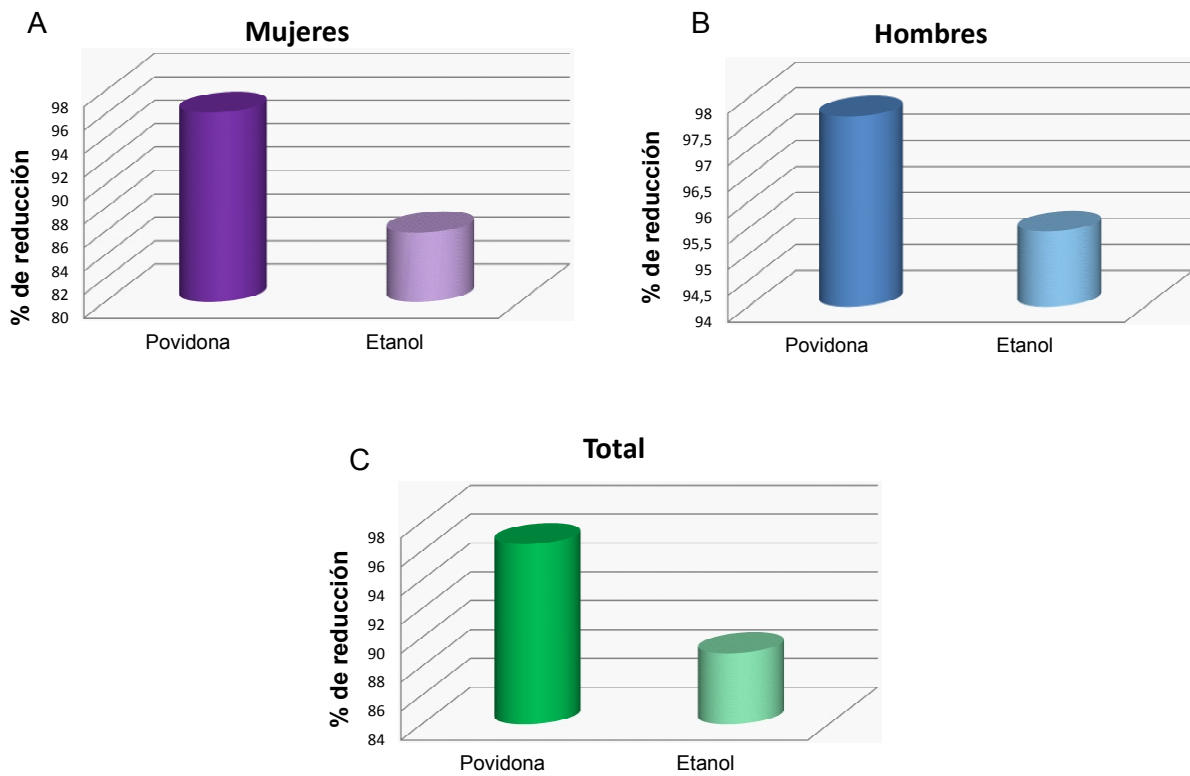 A
Mujeres
% de reducción
98
96
94
92
90
88
86
84
82
80
Povidona
Etanol
B
Hombres
% de reducción
98
97,5
97
96,5
96
95,5
95
94,5
94
Povidona
Etanol
C
Total
% de reducción
98
96
94
92
90
88
86
84
Povidona
Etanol